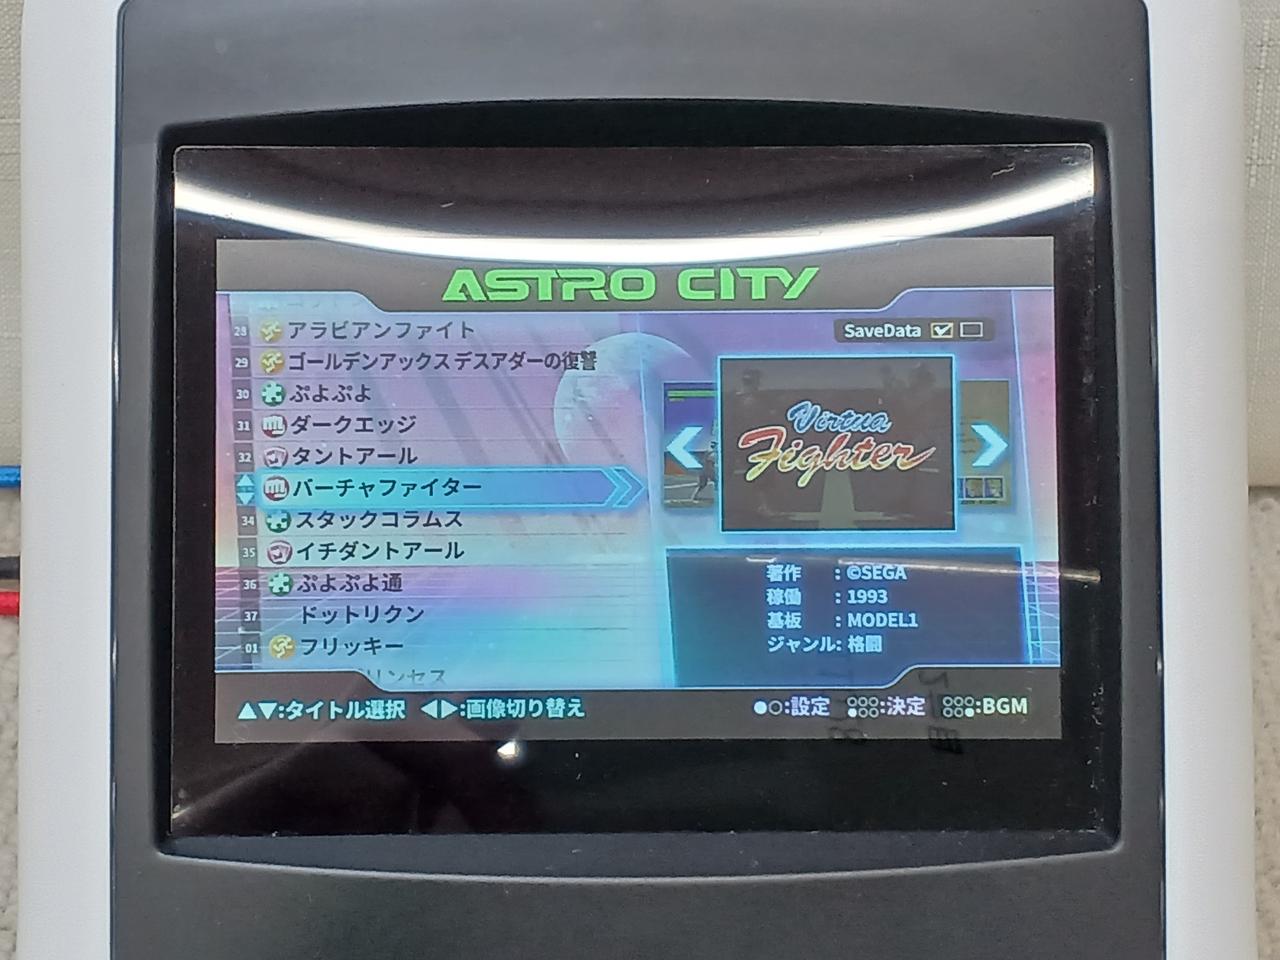 ASTRO CITY
28 アラビアンファイト
29 ゴールデンアックス デスアダーの復讐
30 ぷよぷよ
31 ダークエッジ
32 タントアール
バーチャファイター
34 スタックコラムス
35 イチダントアール
36 ぷよぷよ通
37 ドットリクン
01 フリッキー
リンセス
SaveData
Virtua
Fighter
著作 : ©SEGA
稼働 : 1993
基板 : MODEL1
ジャンル: 格闘
▲▼:タイトル選択 ◀▶:画像切り替え
●○:設定 :決定 :BGM